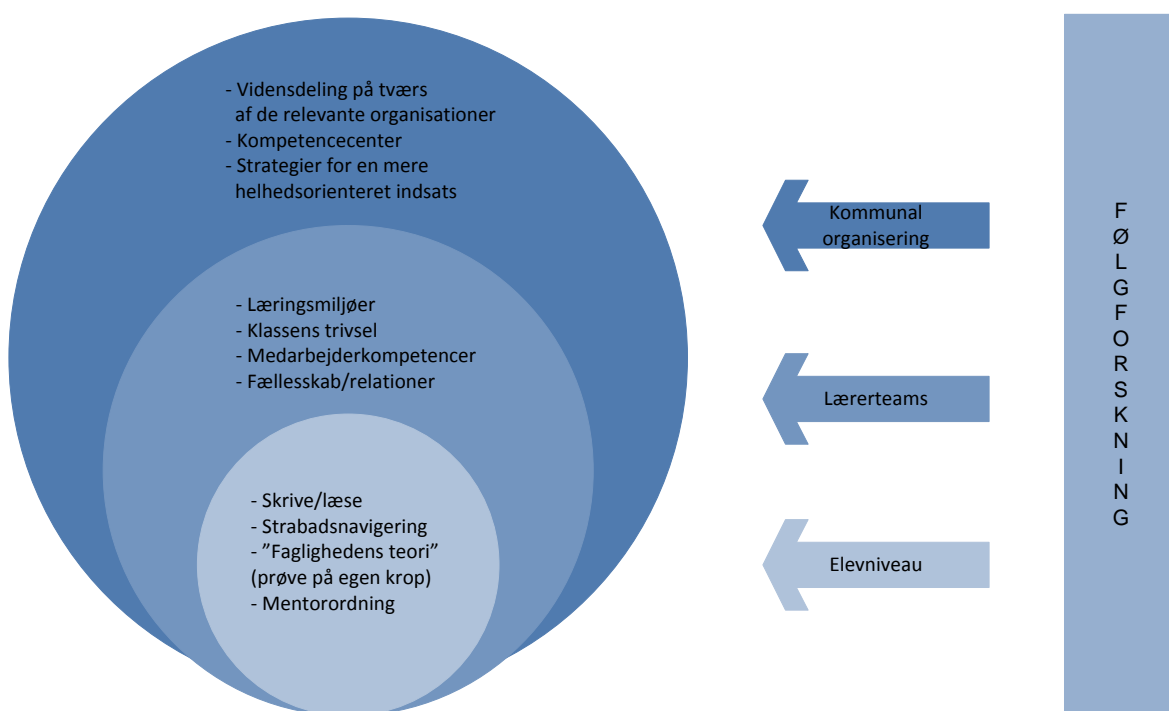 - Vidensdeling på tværs
af de relevante organisationer
- Kompetencecenter
- Strategier for en mere
helhedsorienteret indsats
- Læringsmiljøer
- Klassens trivsel
- Medarbejderkompetencer
- Fællesskab/relationer
- Skrive/læse
- Strabadsnavigering
- ”Faglighedens teori”
(prøve på egen krop)
- Mentorordning
Kommunal
organisering
Lærerteams
Elevniveau
F
Ø
L
G
F
O
R
S
K
N
I
N
G